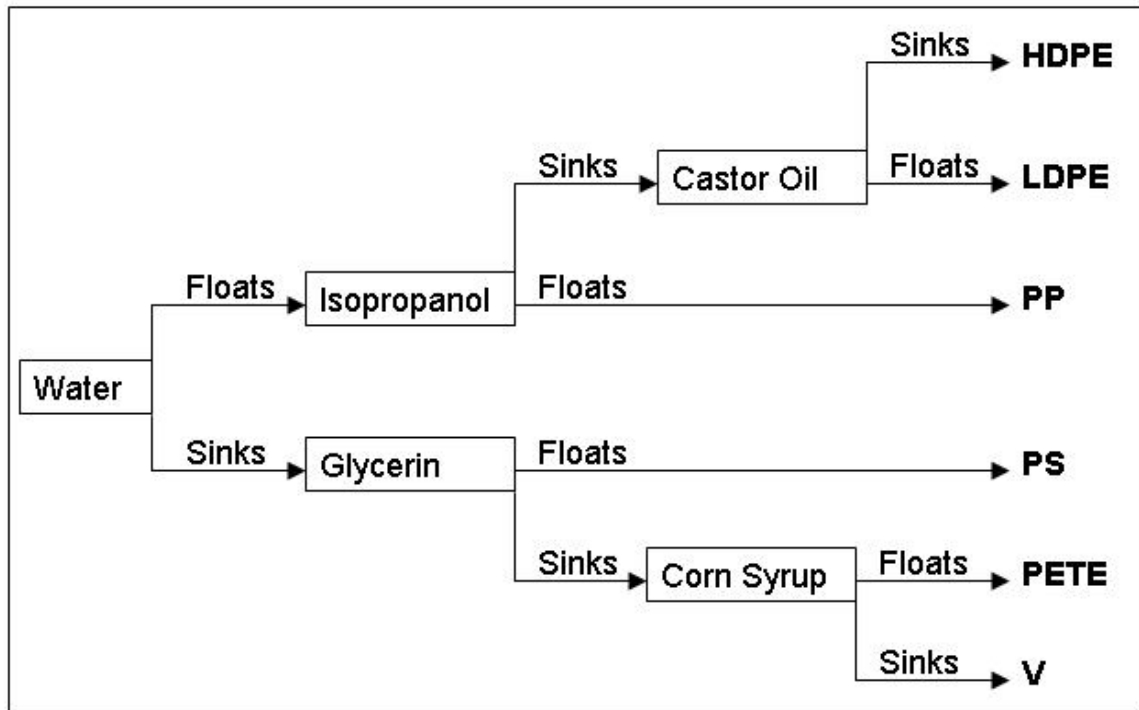 Sinks
HDPE
Sinks
Castor Oil
Floats
LDPE
Floats
Isopropanol
Floats
PP
Water
Sinks
Glycerin
Floats
PS
Sinks
Corn Syrup
Floats
PETE
Sinks
V